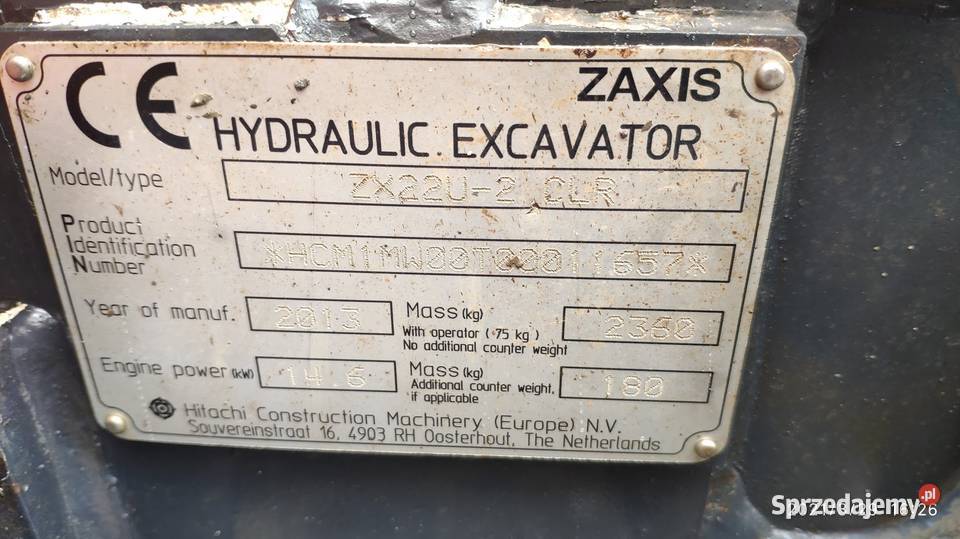 CE
ZAXIS
HYDRAULIC EXCAVATOR
Model/type ZX22U-2 CLR
Product
Identification
Number *HCM1MW00T00011657*
Year of manuf. 2013
Mass (kg)
With operator (75 kg)
No additional counter weight
2360
Engine power (kW) 14.6
Mass (kg)
Additional counter weight,
if applicable
180
Hitachi Construction Machinery (Europe) N.V.
Souvereinstraat 16, 4903 RH Oosterhout, The Netherlands
Sprzedajemy.pl